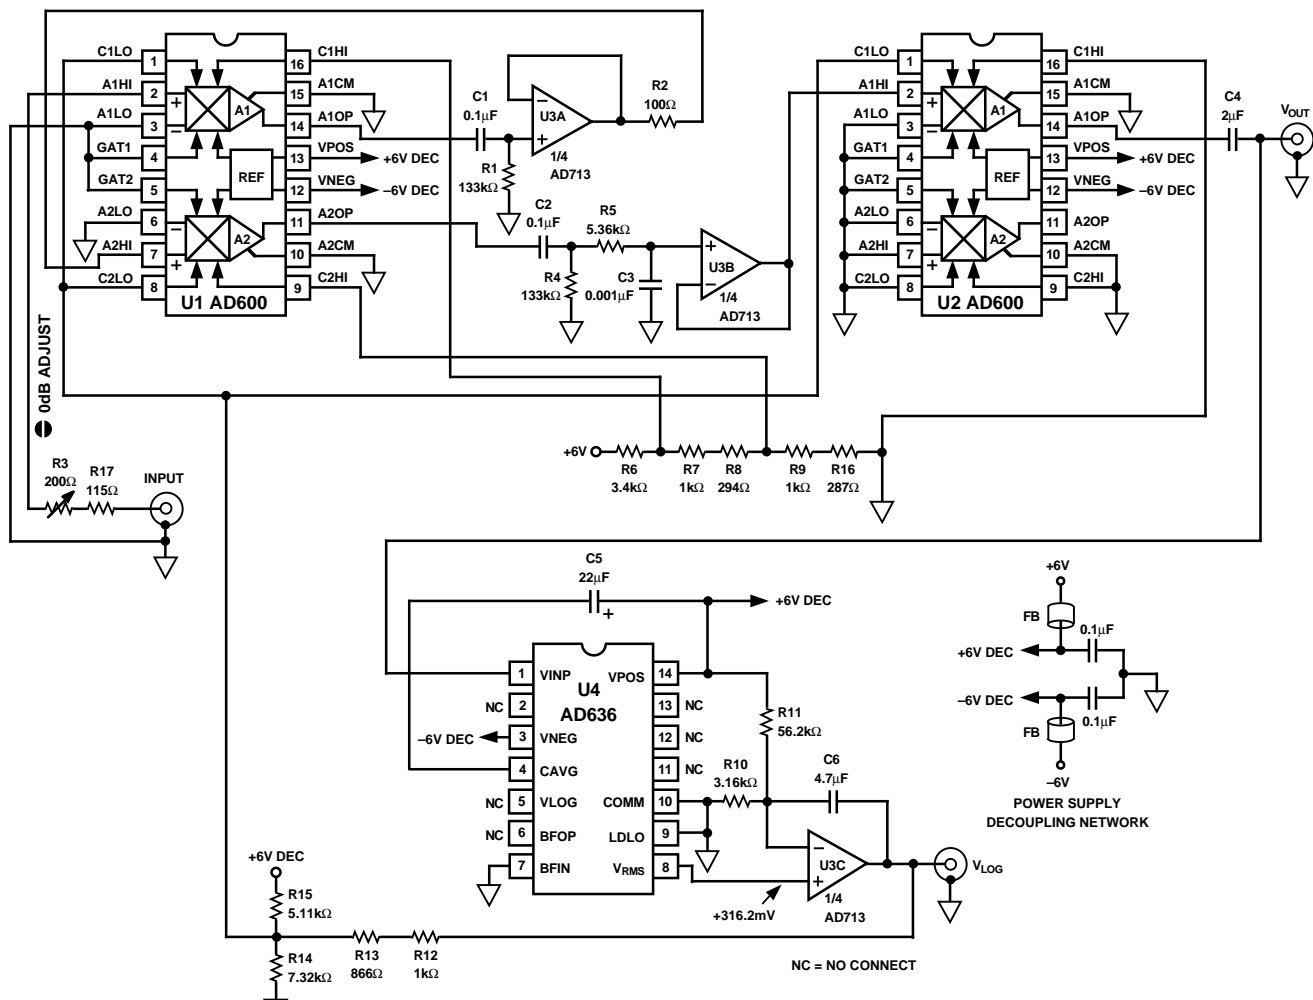 C1LO
A1HI
A1LO
GAT1
GAT2
A2LO
A2HI
C2LO
1
2
3
4
5
6
7
8
+
−
−
+
A1
REF
A2
16
15
14
13
12
11
10
9
C1HI
A1CM
A1OP
VPOS
VNEG
A2OP
A2CM
C2HI
U1 AD600
+6V DEC
–6V DEC
C1
0.1µF
R1
133kΩ
−
+
U3A
1/4
AD713
R2
100Ω
C2
0.1µF
R5
5.36kΩ
R4
133kΩ
C3
0.001µF
+
−
U3B
1/4
AD713
C1LO
A1HI
A1LO
GAT1
GAT2
A2LO
A2HI
C2LO
1
2
3
4
5
6
7
8
+
−
−
+
A1
REF
A2
16
15
14
13
12
11
10
9
C1HI
A1CM
A1OP
VPOS
VNEG
A2OP
A2CM
C2HI
U2 AD600
+6V DEC
–6V DEC
C4
2µF
VOUT
0dB ADJUST
R3
200Ω
R17
115Ω
INPUT
+6V
R6
3.4kΩ
R7
1kΩ
R8
294Ω
R9
1kΩ
R16
287Ω
C5
22µF
+
+6V DEC
U4
AD636
1 VINP
NC 2
–6V DEC 3 VNEG
4 CAVG
NC 5 VLOG
NC 6 BFOP
7 BFIN
VPOS 14
13 NC
12 NC
11 NC
COMM 10
LDLO 9
VRMS 8
R11
56.2kΩ
R10
3.16kΩ
C6
4.7µF
−
+
U3C
1/4
AD713
+316.2mV
VLOG
+6V
FB
0.1µF
+6V DEC
–6V DEC
0.1µF
FB
–6V
POWER SUPPLY
DECOUPLING NETWORK
+6V DEC
R15
5.11kΩ
R14
7.32kΩ
R13
866Ω
R12
1kΩ
NC = NO CONNECT